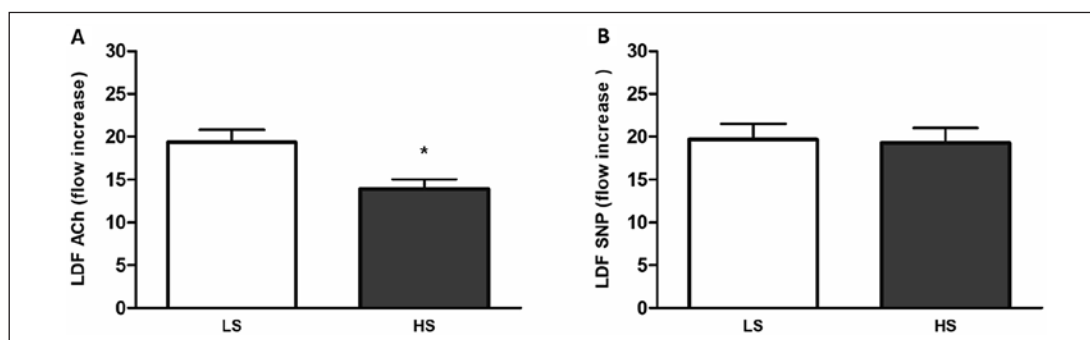 A
LDF ACh (flow increase)
30
25
20
15
10
5
0
*
LS
HS
B
LDF SNP (flow increase )
30
25
20
15
10
5
0
LS
HS